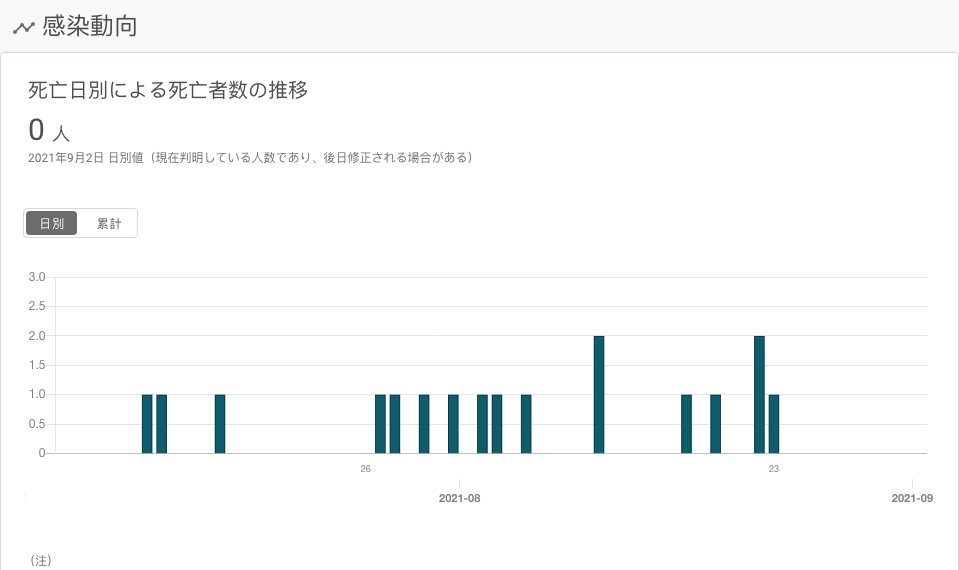 感染動向
死亡日別による死亡者数の推移
0 人
2021年9月2日 日別値（現在判明している人数であり、後日修正される場合がある）
日別 累計
3.0
2.5
2.0
1.5
1.0
0.5
0
26 23
2021-08 2021-09
（注）